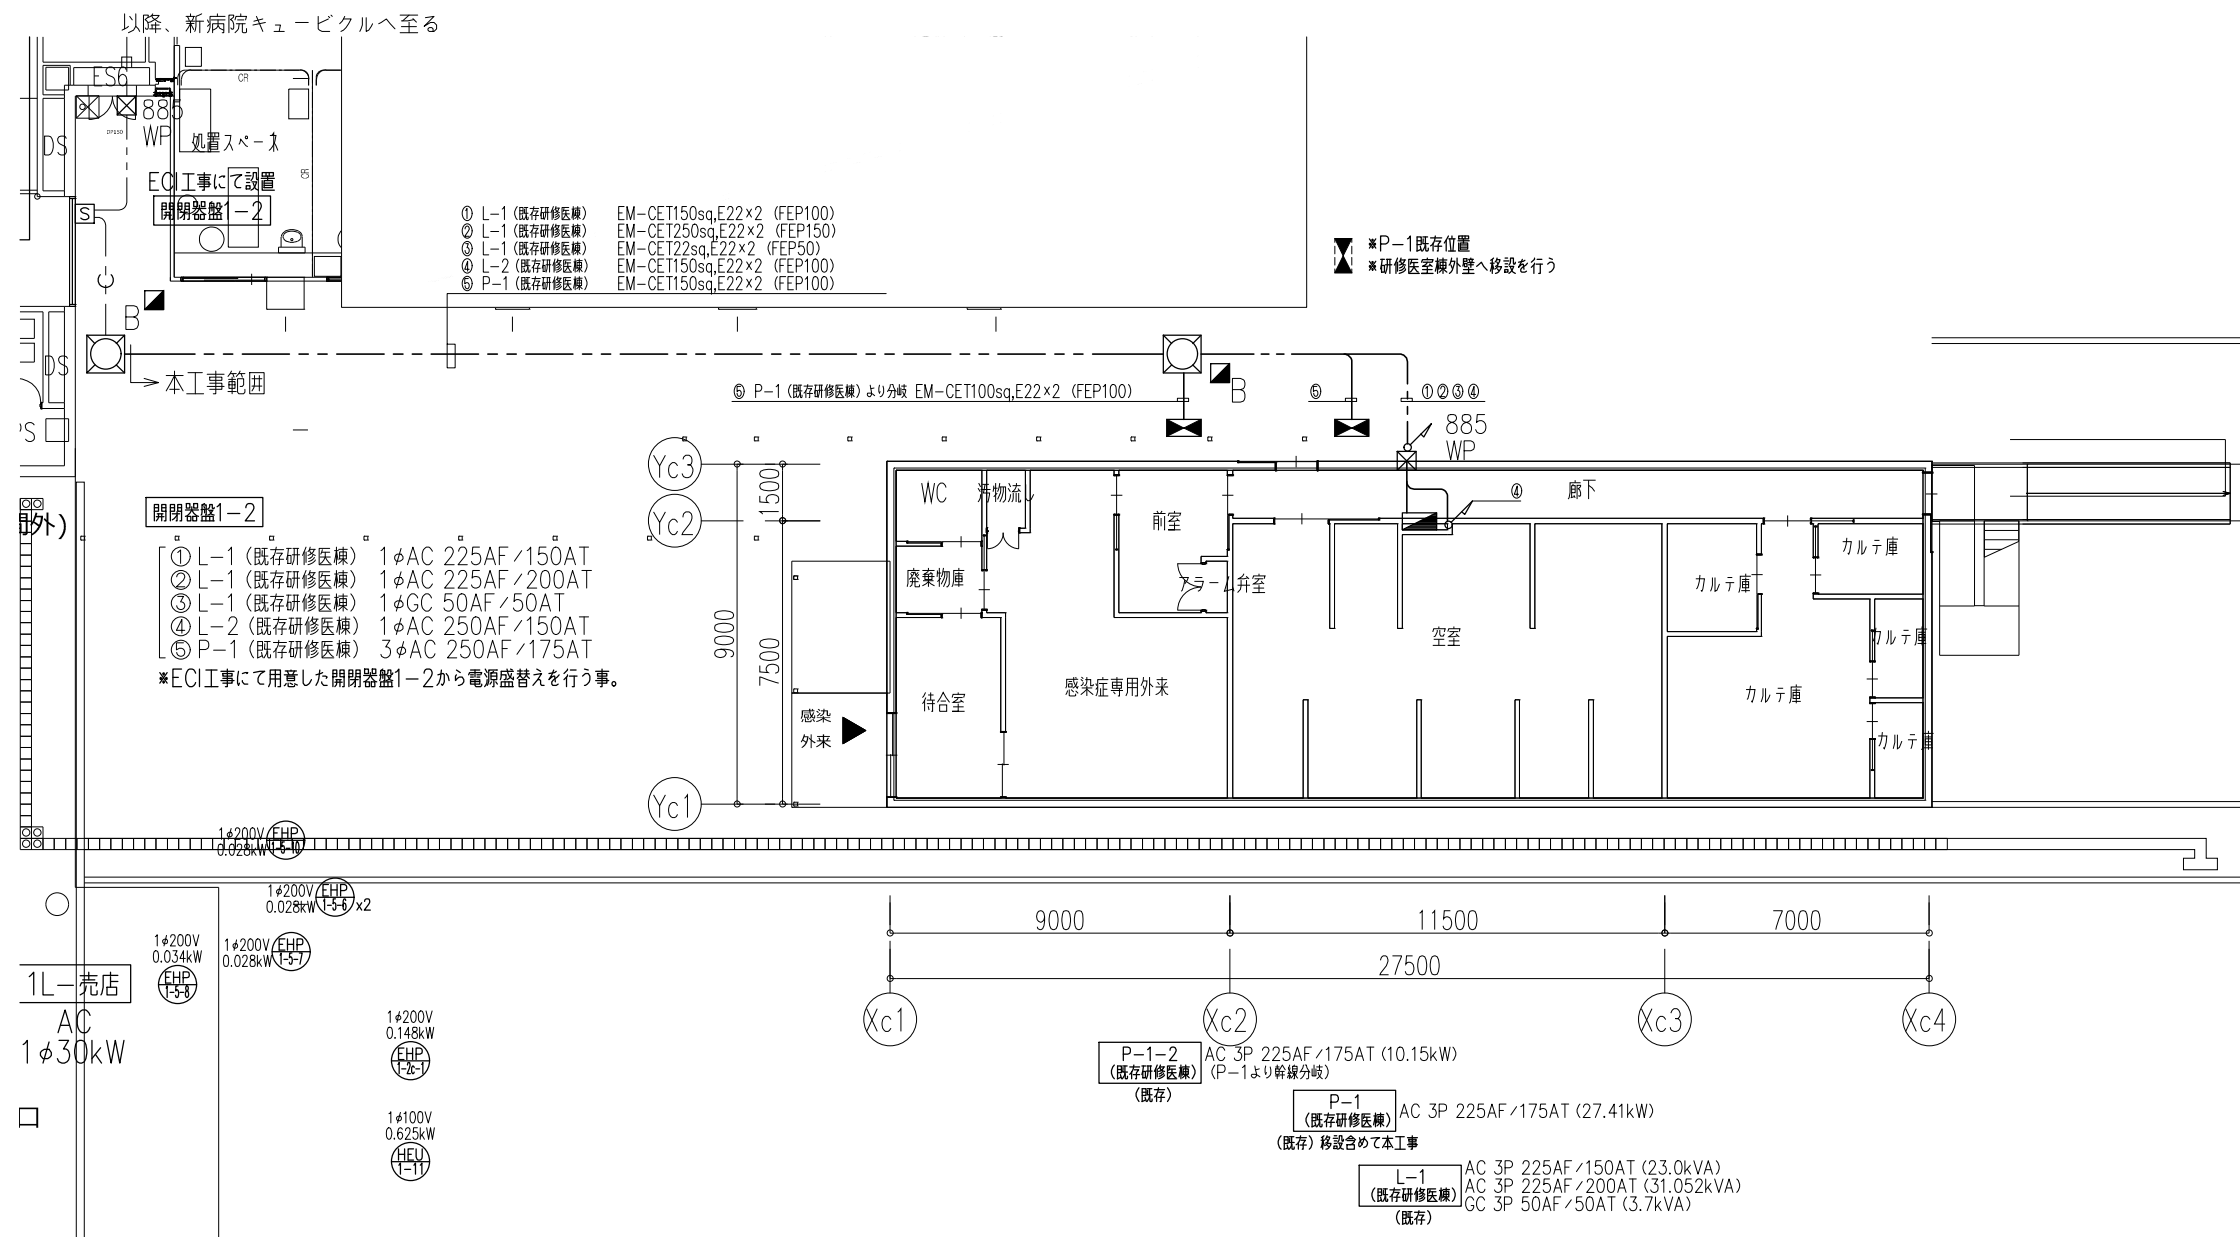 以降、新病院キュービクルへ至る
ES6
CR
885
WP
DS
処置スペース
CR
ECI工事にて設置
開閉器盤1-2
S
B
DS
本工事範囲
PS
① L-1 (既存研修医棟) EM-CET150sq,E22×2 (FEP100)
② L-1 (既存研修医棟) EM-CET250sq,E22×2 (FEP150)
③ L-1 (既存研修医棟) EM-CET22sq,E22×2 (FEP50)
④ L-2 (既存研修医棟) EM-CET150sq,E22×2 (FEP100)
⑤ P-1 (既存研修医棟) EM-CET150sq,E22×2 (FEP100)
※P-1既存位置
※研修医室棟外壁へ移設を行う
⑤ P-1 (既存研修医棟) より分岐 EM-CET100sq,E22×2 (FEP100)
B
⑤
①②③④
885
WP
Yc3
Yc2
Yc1
1500
9000
7500
開閉器盤1-2
① L-1 (既存研修医棟) 1φAC 225AF/150AT
② L-1 (既存研修医棟) 1φAC 225AF/200AT
③ L-1 (既存研修医棟) 1φGC 50AF/50AT
④ L-2 (既存研修医棟) 1φAC 250AF/150AT
⑤ P-1 (既存研修医棟) 3φAC 250AF/175AT
※ECI工事にて用意した開閉器盤1-2から電源盛替えを行う事。
WC
汚物流し
前室
④
廊下
廃棄物庫
アラーム弁室
カルテ庫
カルテ庫
空室
カルテ庫
待合室
感染症専用外来
カルテ庫
カルテ庫
感染
外来
1φ200V
0.028kW
EHP
1-5-10
1φ200V
0.028kW
EHP
1-5-6
x2
1φ200V
0.034kW
EHP
1-5-8
1φ200V
0.028kW
EHP
1-5-7
1L-売店
AC
1φ30kW
1φ200V
0.148kW
EHP
1-2c-1
1φ100V
0.625kW
HEU
1-11
9000
11500
7000
27500
Xc1
Xc2
Xc3
Xc4
P-1-2
(既存研修医棟)
(既存)
AC 3P 225AF/175AT (10.15kW)
(P-1より幹線分岐)
P-1
(既存研修医棟)
AC 3P 225AF/175AT (27.41kW)
(既存) 移設含めて本工事
L-1
(既存研修医棟)
(既存)
AC 3P 225AF/150AT (23.0kVA)
AC 3P 225AF/200AT (31.052kVA)
GC 3P 50AF/50AT (3.7kVA)